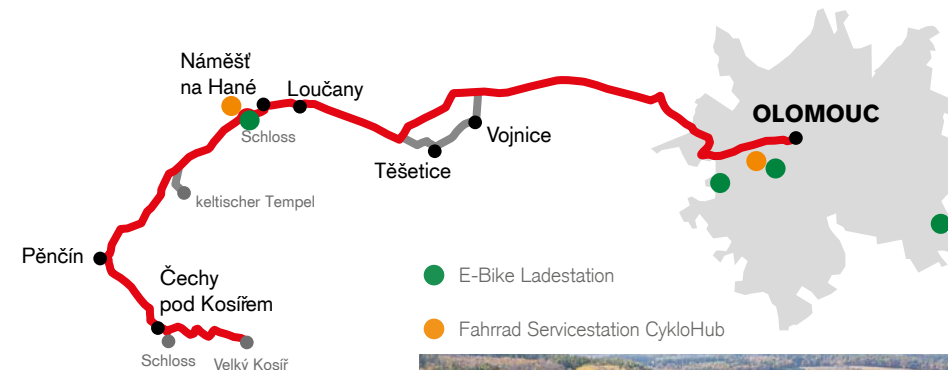 Náměšť
na Hané
Loučany
Schloss
OLOMOUC
Vojnice
Těšetice
keltischer Tempel
Pěnčín
Čechy
pod Kosířem
Schloss
Velký Kosíř
E-Bike Ladestation
Fahrrad Servicestation CykloHub